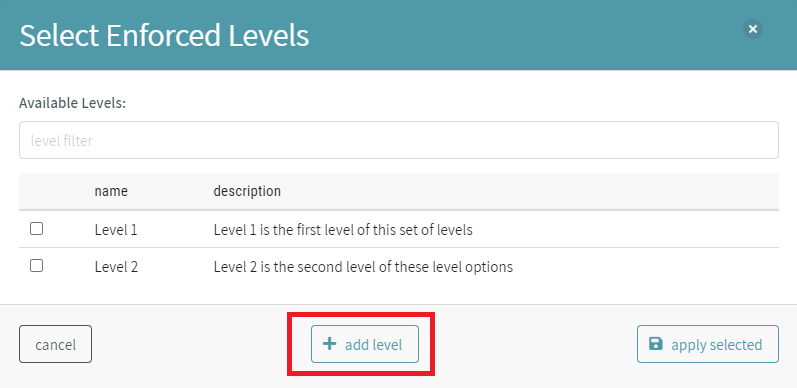 Select Enforced Levels
Available Levels:
level filter
name description
Level 1 Level 1 is the first level of this set of levels
Level 2 Level 2 is the second level of these level options
cancel add level apply selected